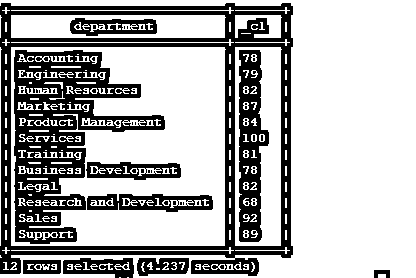 department _c1
Accounting 78
Engineering 79
Human Resources 82
Marketing 87
Product Management 84
Services 100
Training 81
Business Development 78
Legal 82
Research and Development 68
Sales 92
Support 89
12 rows selected (4.237 seconds)